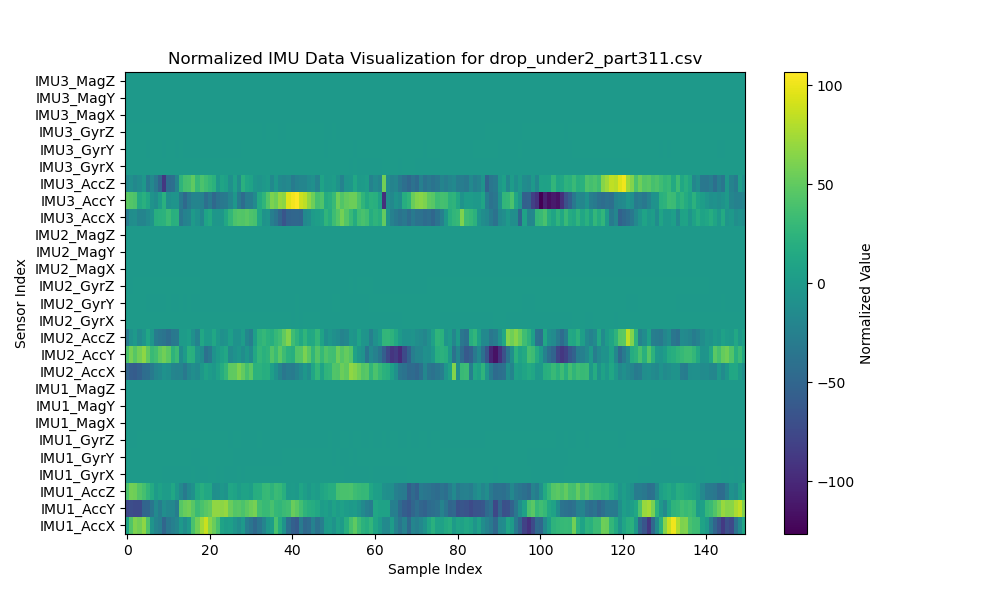 Normalized IMU Data Visualization for drop_under2_part311.csv
IMU3_MagZ
IMU3_MagY
IMU3_MagX
IMU3_GyrZ
IMU3_GyrY
IMU3_GyrX
IMU3_AccZ
IMU3_AccY
IMU3_AccX
IMU2_MagZ
IMU2_MagY
IMU2_MagX
IMU2_GyrZ
IMU2_GyrY
IMU2_GyrX
IMU2_AccZ
IMU2_AccY
IMU2_AccX
IMU1_MagZ
IMU1_MagY
IMU1_MagX
IMU1_GyrZ
IMU1_GyrY
IMU1_GyrX
IMU1_AccZ
IMU1_AccY
IMU1_AccX
Sensor Index
0 20 40 60 80 100 120 140
Sample Index
100
50
0
−50
−100
Normalized Value